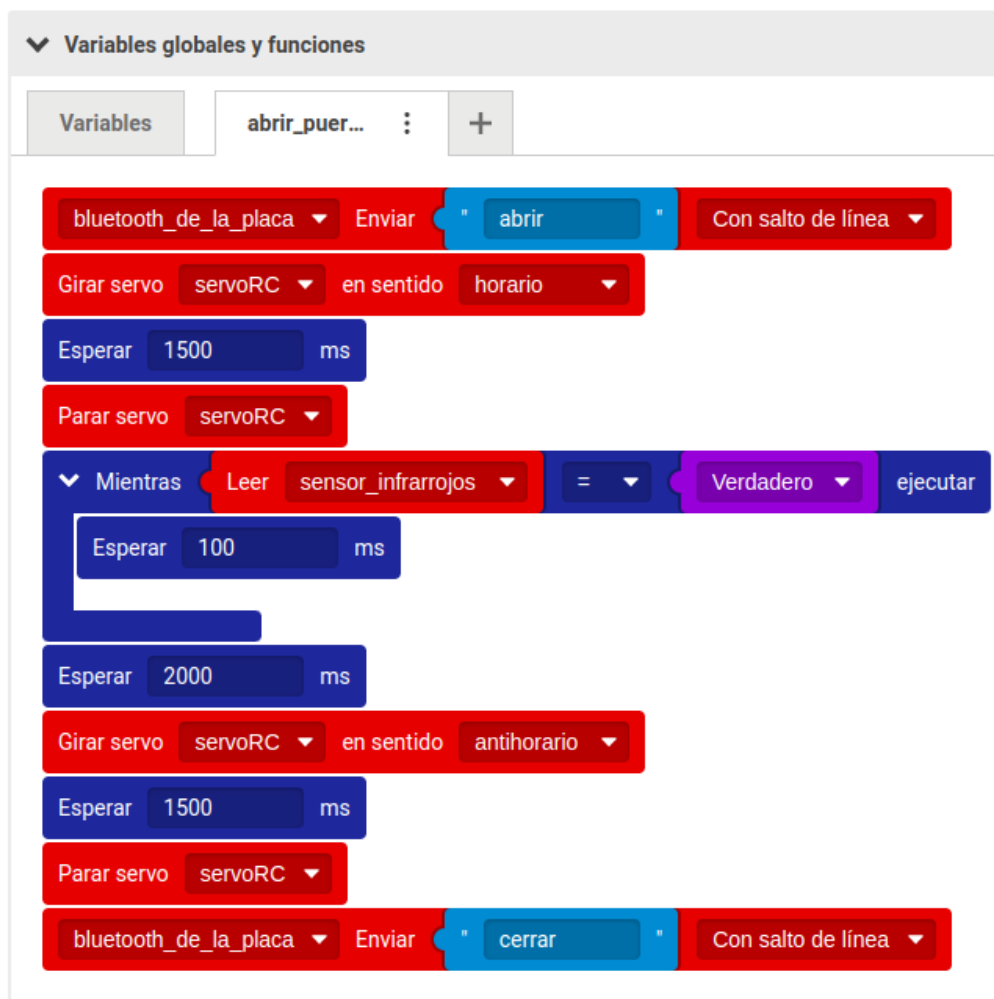 Variables globales y funciones
Variables abrir_puer... +
bluetooth_de_la_placa Enviar " abrir " Con salto de línea
Girar servo servoRC en sentido horario
Esperar 1500 ms
Parar servo servoRC
Mientras Leer sensor_infrarrojos = Verdadero ejecutar
Esperar 100 ms
Esperar 2000 ms
Girar servo servoRC en sentido antihorario
Esperar 1500 ms
Parar servo servoRC
bluetooth_de_la_placa Enviar " cerrar " Con salto de línea